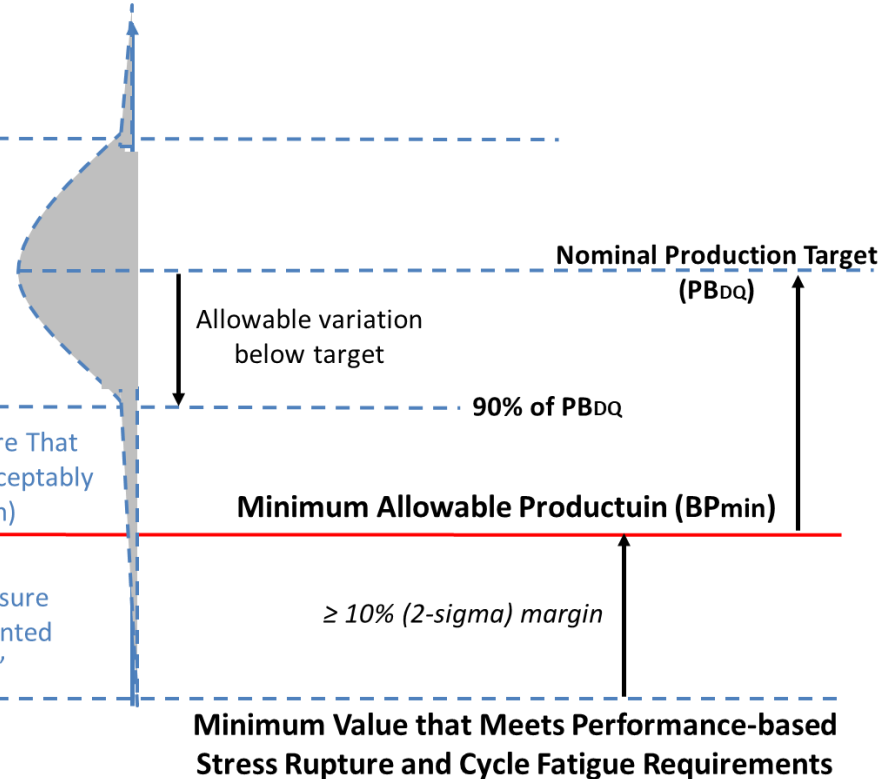 Nominal Production Target
(PBDQ)
Allowable variation
below target
90% of PBDQ
re That
ceptably
n)
Minimum Allowable Productuin (BPmin)
sure
nted
”
≥ 10% (2-sigma) margin
Minimum Value that Meets Performance-based
Stress Rupture and Cycle Fatigue Requirements